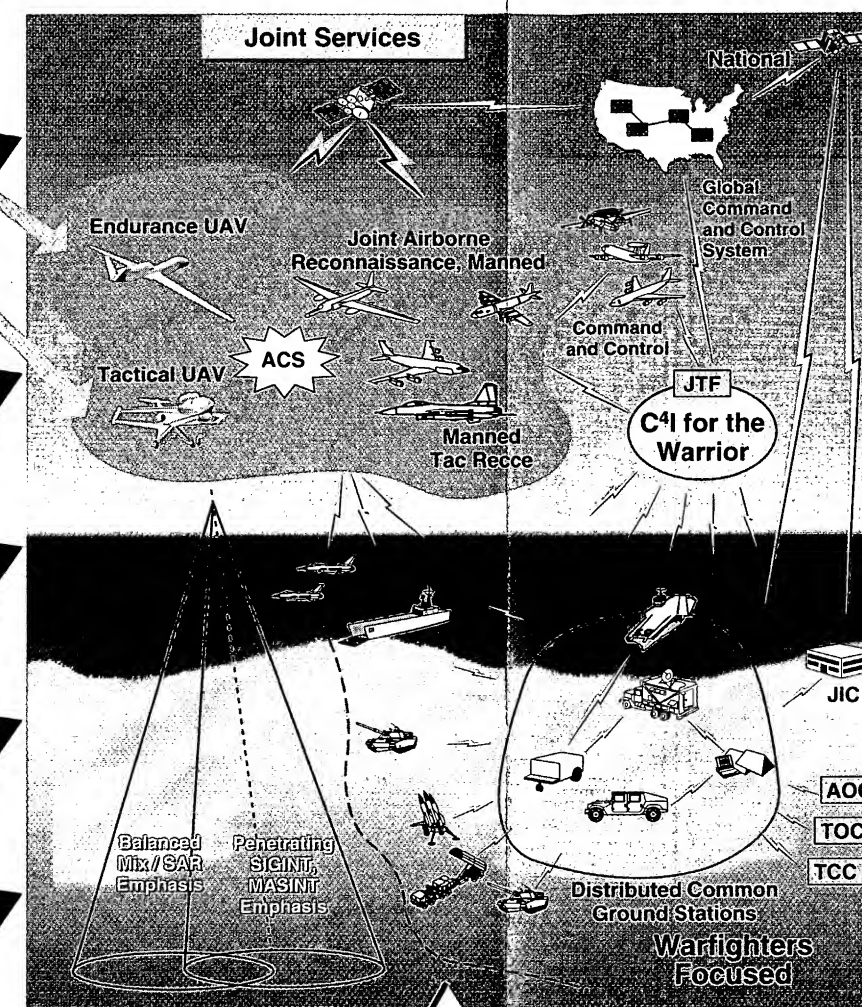 Joint Services
National
Global
Command
and Control
System
Endurance UAV
Joint Airborne
Reconnaissance, Manned
Command
and Control
ACS
Tactical UAV
JTF
Manned
Tac Recce
C⁴I for the
Warrior
JIC
AOC
TOC
TCC
Balanced
Mix / SAR
Emphasis
Penetrating
SIGINT,
MASINT
Emphasis
Distributed Common
Ground Stations
Warfighters
Focused